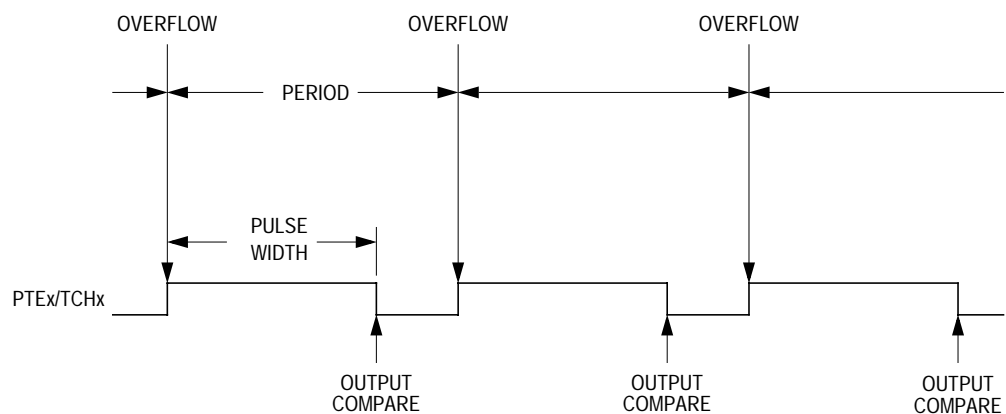 OVERFLOW
OVERFLOW
OVERFLOW
PERIOD
PULSE
WIDTH
PTEx/TCHx
OUTPUT
COMPARE
OUTPUT
COMPARE
OUTPUT
COMPARE